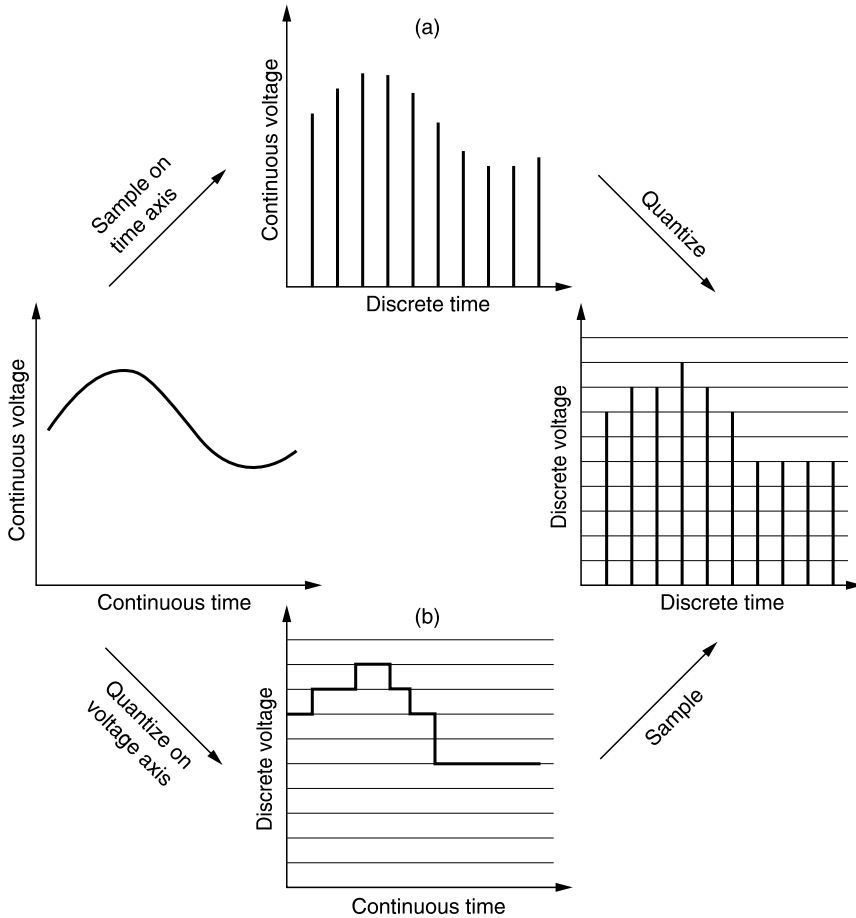 (a)
Continuous voltage
Discrete time
Sample on
time axis
Quantize
Continuous voltage
Continuous time
Discrete voltage
Discrete time
Quantize on
voltage axis
(b)
Discrete voltage
Continuous time
Sample